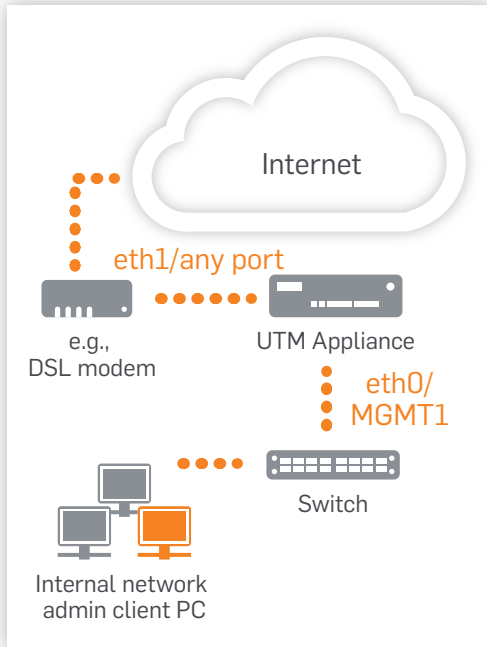 Internet
eth1/any port
e.g.,
DSL modem
UTM Appliance
eth0/
MGMT1
Switch
Internal network
admin client PC